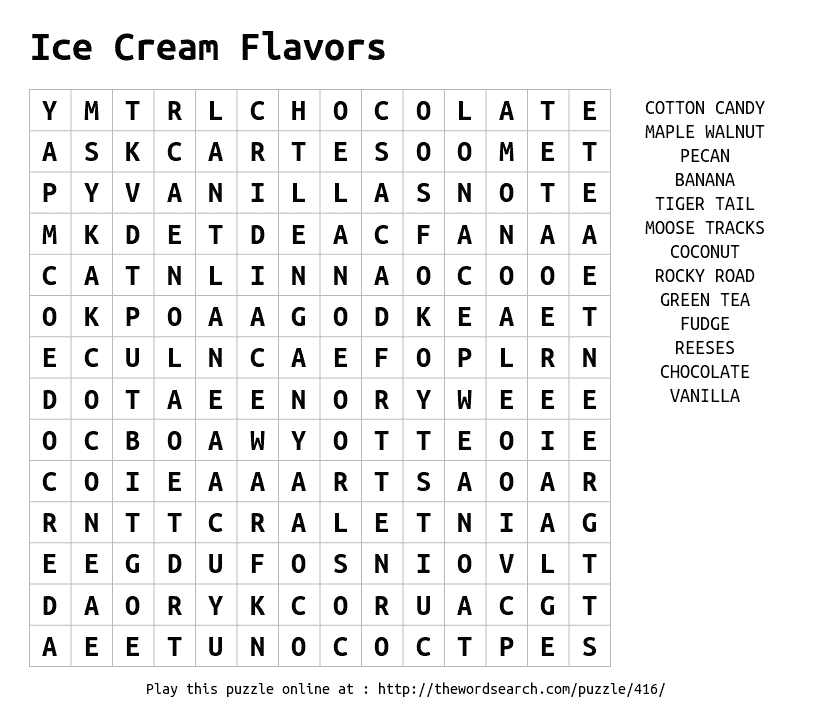 Ice Cream Flavors
Y M T R L C H O C O L A T E
A S K C A R T E S O O M E T
P Y V A N I L L A S N O T E
M K D E T D E A C F A N A A
C A T N L I N N A O C O O E
O K P O A A G O D K E A E T
E C U L N C A E F O P L R N
D O T A E E N O R Y W E E E
O C B O A W Y O T T E O I E
C O I E A A A R T S A O A R
R N T T C R A L E T N I A G
E E G D U F O S N I O V L T
D A O R Y K C O R U A C G T
A E E T U N O C O C T P E S
COTTON CANDY
MAPLE WALNUT
PECAN
BANANA
TIGER TAIL
MOOSE TRACKS
COCONUT
ROCKY ROAD
GREEN TEA
FUDGE
REESES
CHOCOLATE
VANILLA
Play this puzzle online at : http://thewordsearch.com/puzzle/416/